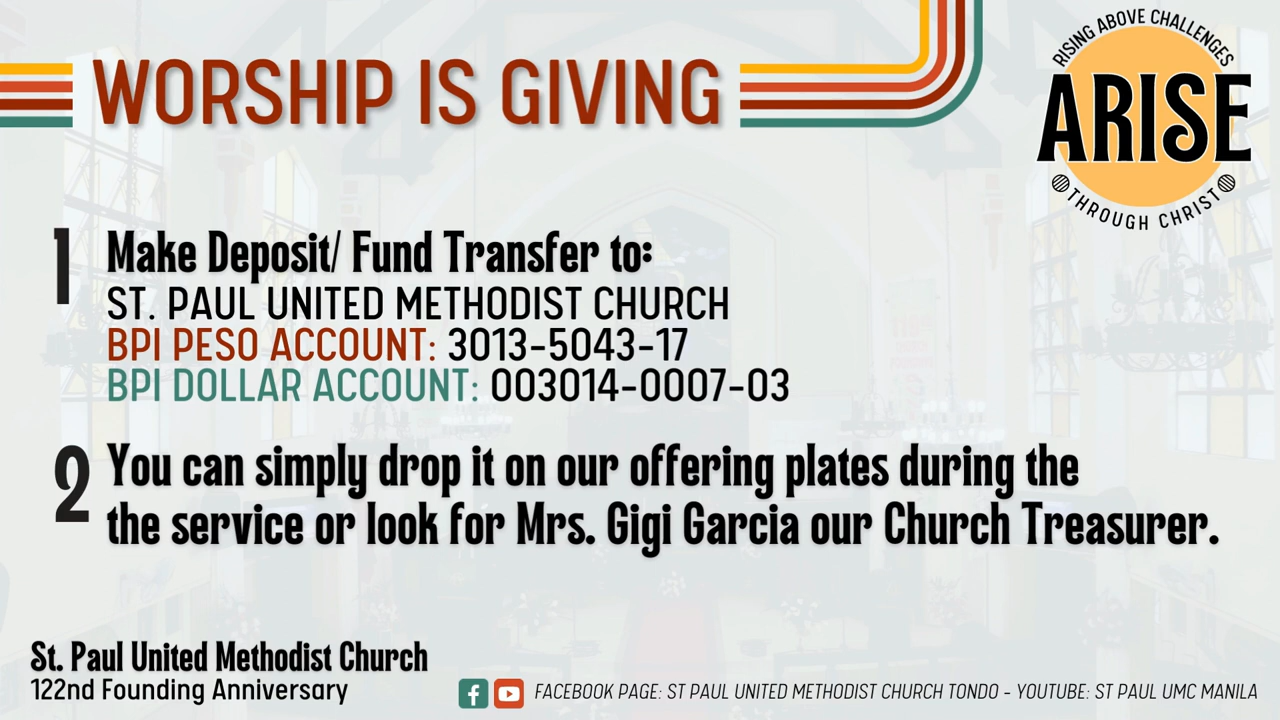 WORSHIP IS GIVING
RISING ABOVE CHALLENGES
ARISE
THROUGH CHRIST
1
Make Deposit/ Fund Transfer to:
ST. PAUL UNITED METHODIST CHURCH
BPI PESO ACCOUNT: 3013-5043-17
BPI DOLLAR ACCOUNT: 003014-0007-03
2
You can simply drop it on our offering plates during the
the service or look for Mrs. Gigi Garcia our Church Treasurer.
St. Paul United Methodist Church
122nd Founding Anniversary
FACEBOOK PAGE: ST PAUL UNITED METHODIST CHURCH TONDO - YOUTUBE: ST PAUL UMC MANILA